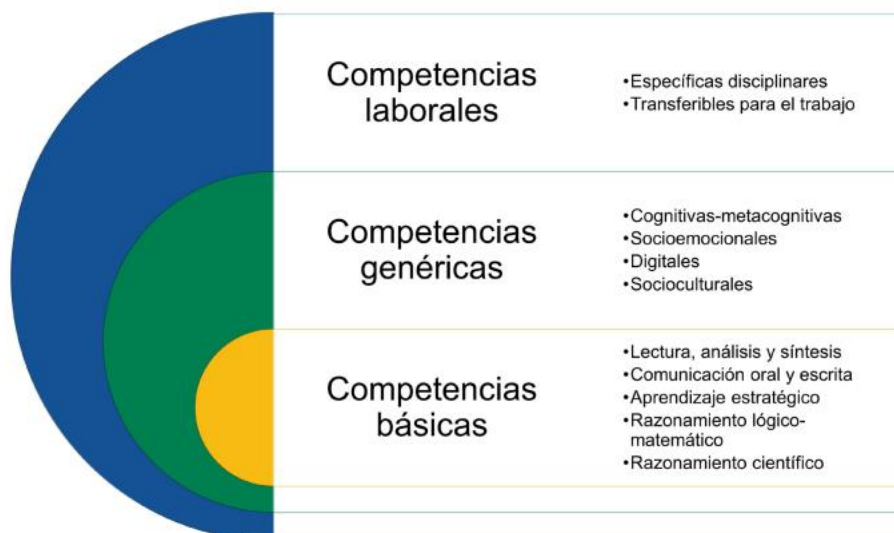 Competencias
laborales
•Específicas disciplinares
•Transferibles para el trabajo
Competencias
genéricas
•Cognitivas-metacognitivas
•Socioemocionales
•Digitales
•Socioculturales
Competencias
básicas
•Lectura, análisis y síntesis
•Comunicación oral y escrita
•Aprendizaje estratégico
•Razonamiento lógico-
matemático
•Razonamiento científico